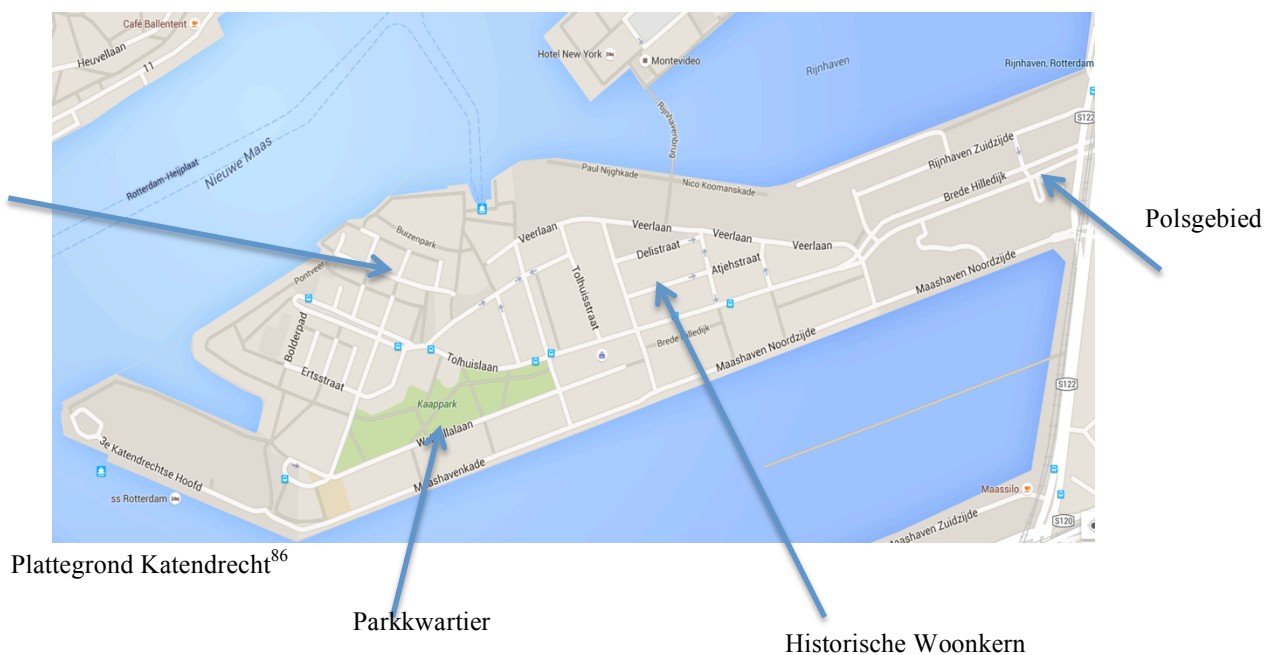 Café Ballentent
Heuvellaan
11
Hotel New York
Montevideo
Rijnhaven
Rijnhaven, Rotterdam
S122
Rijnhavenbrug
Rotterdam-Heijplaat
Nieuwe Maas
Paul Nijghkade
Nico Koomanskade
Rijnhaven Zuidzijde
Brede Hilledijk
Polsgebied
Buizenpark
Veerlaan
Veerlaan
Veerlaan
Veerlaan
Delistraat
Atjehstraat
Pontveer
Tolhuisstraat
Maashaven Noordzijde
Bolderpad
Brede Hilledijk
Maashaven Noordzijde
Tolhuislaan
Ertsstraat
S122
Kaappark
3e Katendrechtse Hoofd
Maashavenkade
ss Rotterdam
Maassilo
Maashaven Zuidzijde
S120
Plattegrond Katendrecht86
Parkkwartier
Historische Woonkern